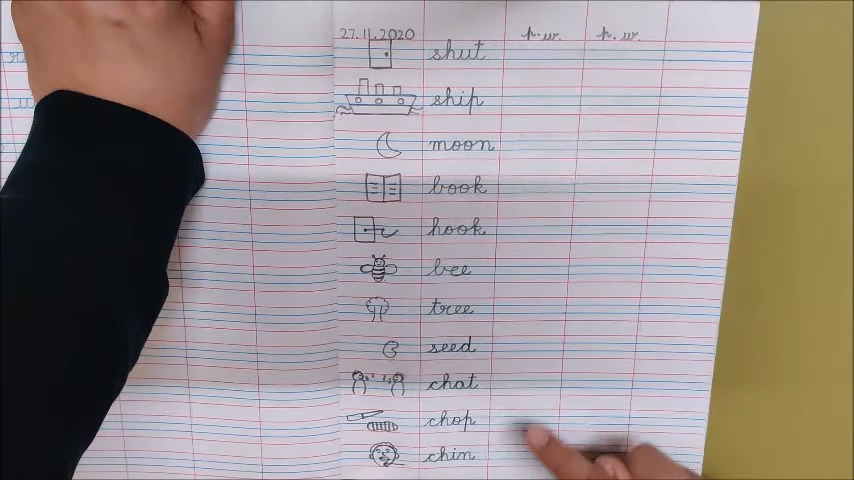 27.11.2020 p.w. p.w.
shut
ship
moon
book
hook
bee
tree
seed
chat
chop
chin